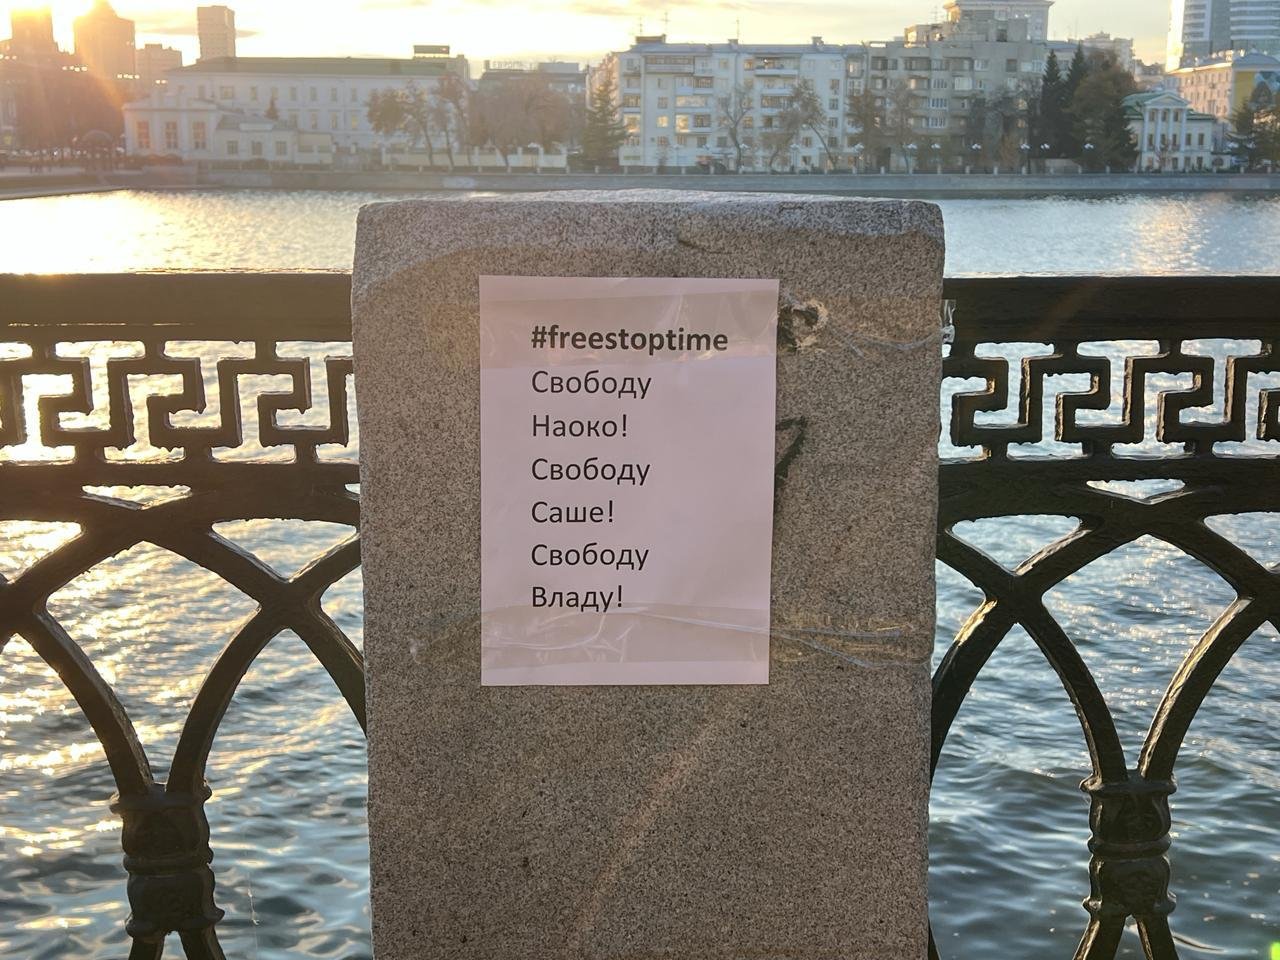 #freestoptime
Свободу
Наоко!
Свободу
Саше!
Свободу
Владу!